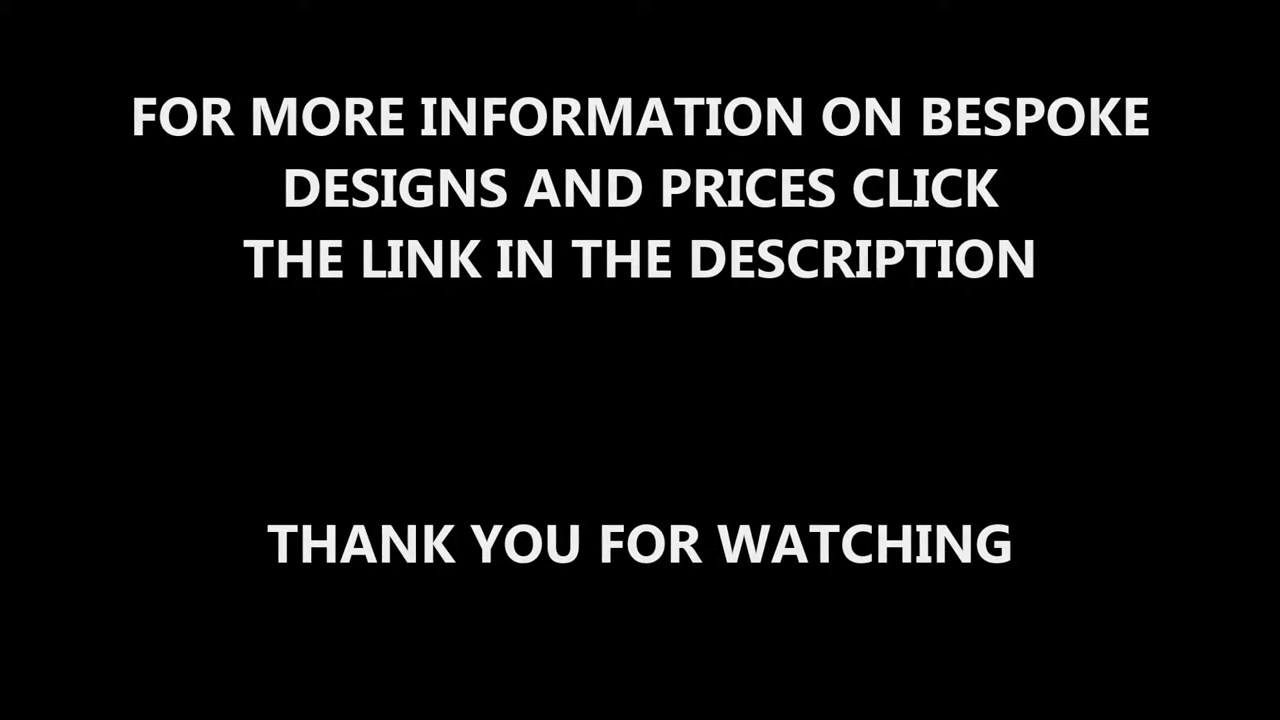 FOR MORE INFORMATION ON BESPOKE
DESIGNS AND PRICES CLICK
THE LINK IN THE DESCRIPTION
THANK YOU FOR WATCHING